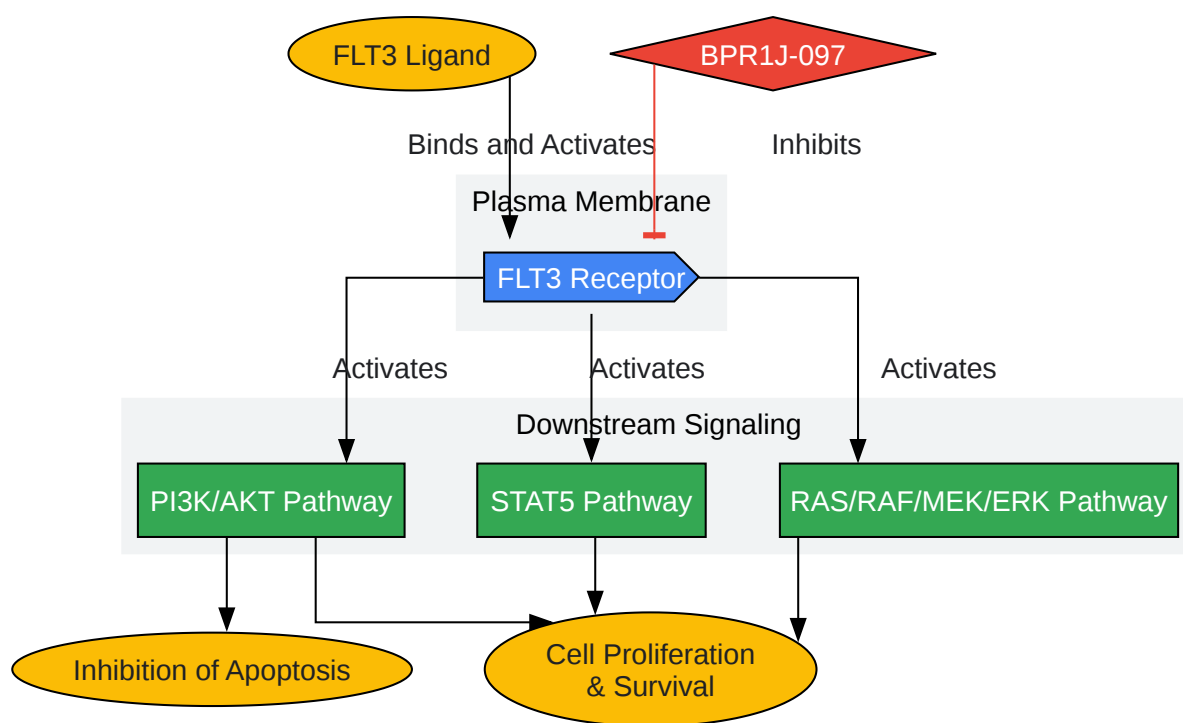 FLT3 Ligand
BPR1J-097
Binds and Activates
Inhibits
Plasma Membrane
FLT3 Receptor
Activates
Activates
Activates
Downstream Signaling
PI3K/AKT Pathway
STAT5 Pathway
RAS/RAF/MEK/ERK Pathway
Inhibition of Apoptosis
Cell Proliferation
& Survival